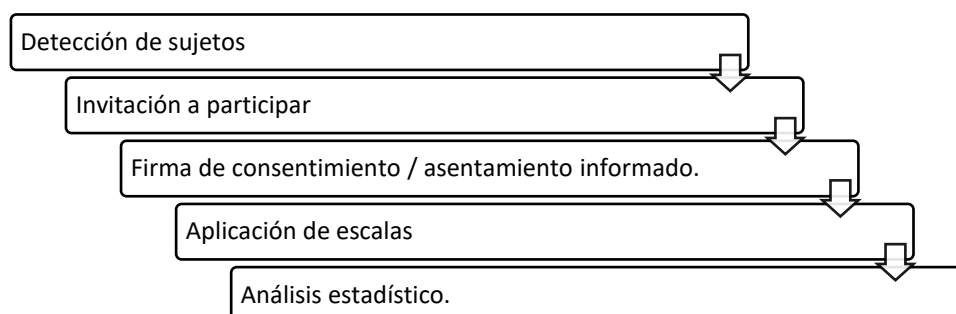 Detección de sujetos
Invitación a participar
Firma de consentimiento / asentamiento informado.
Aplicación de escalas
Análisis estadístico.